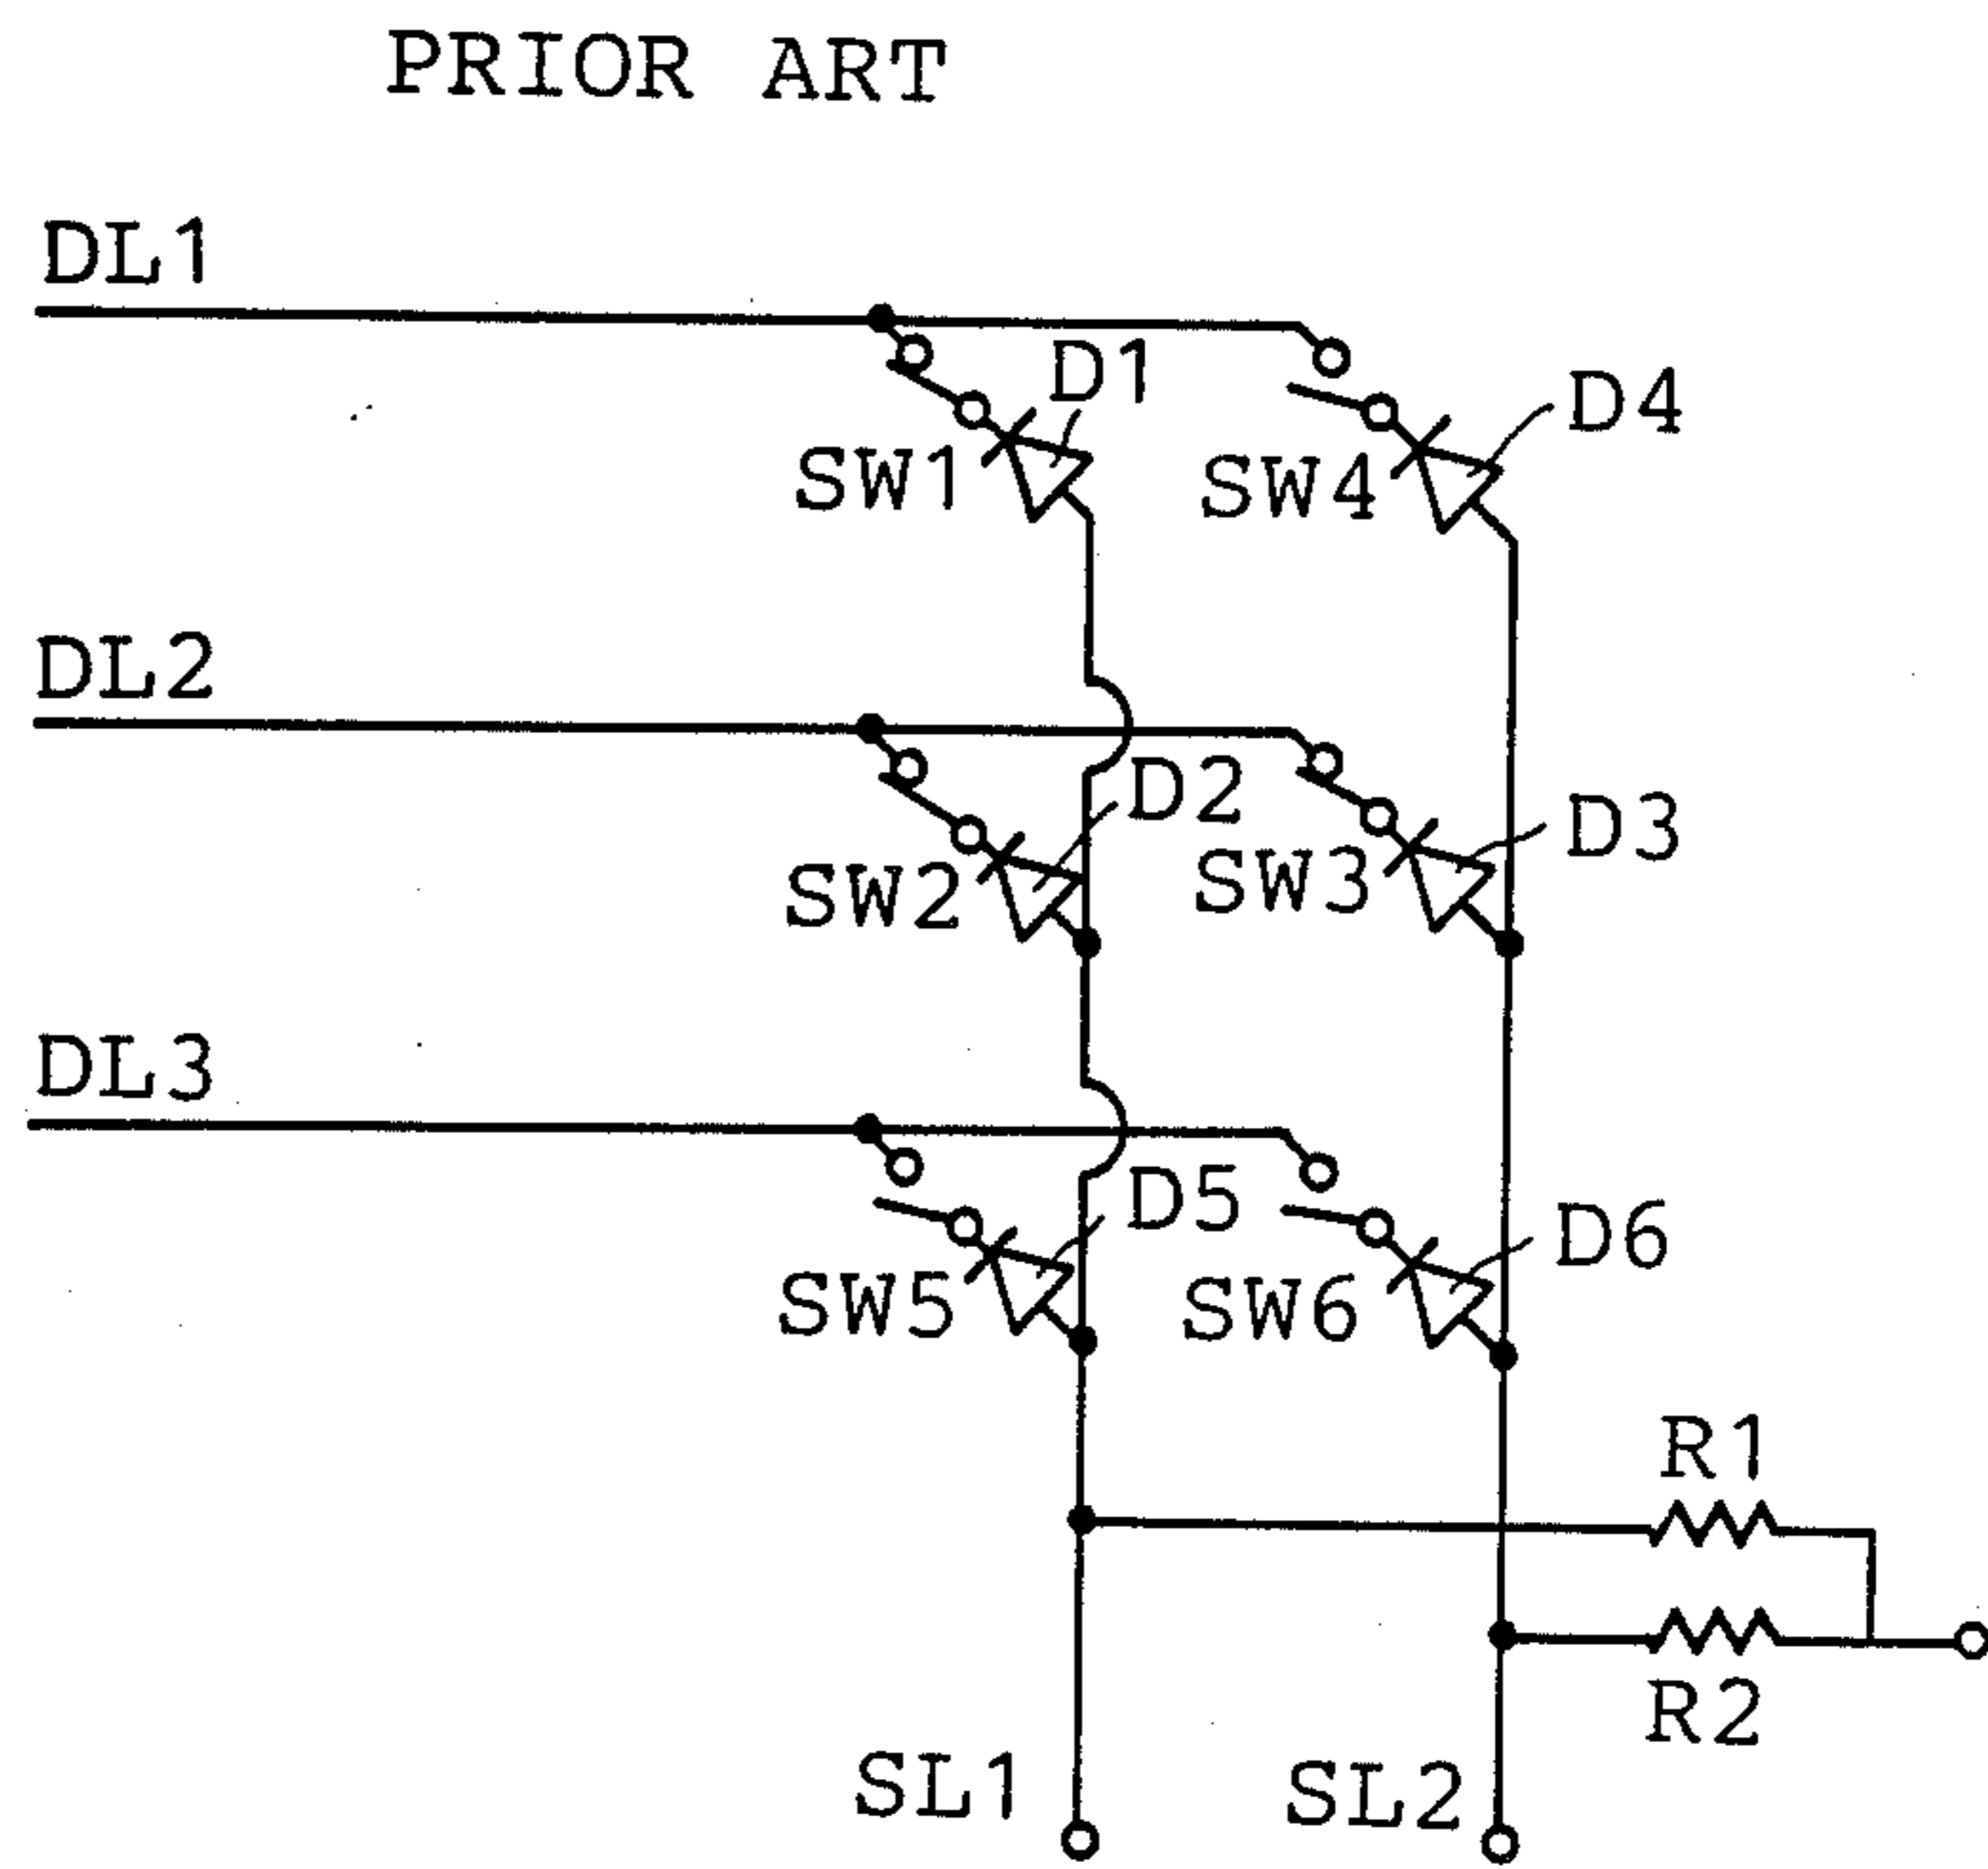 PRIOR ART
DL1
D1
D4
SW1
SW4
DL2
D2
D3
SW2
SW3
DL3
D5
D6
SW5
SW6
R1
R2
SL1
SL2